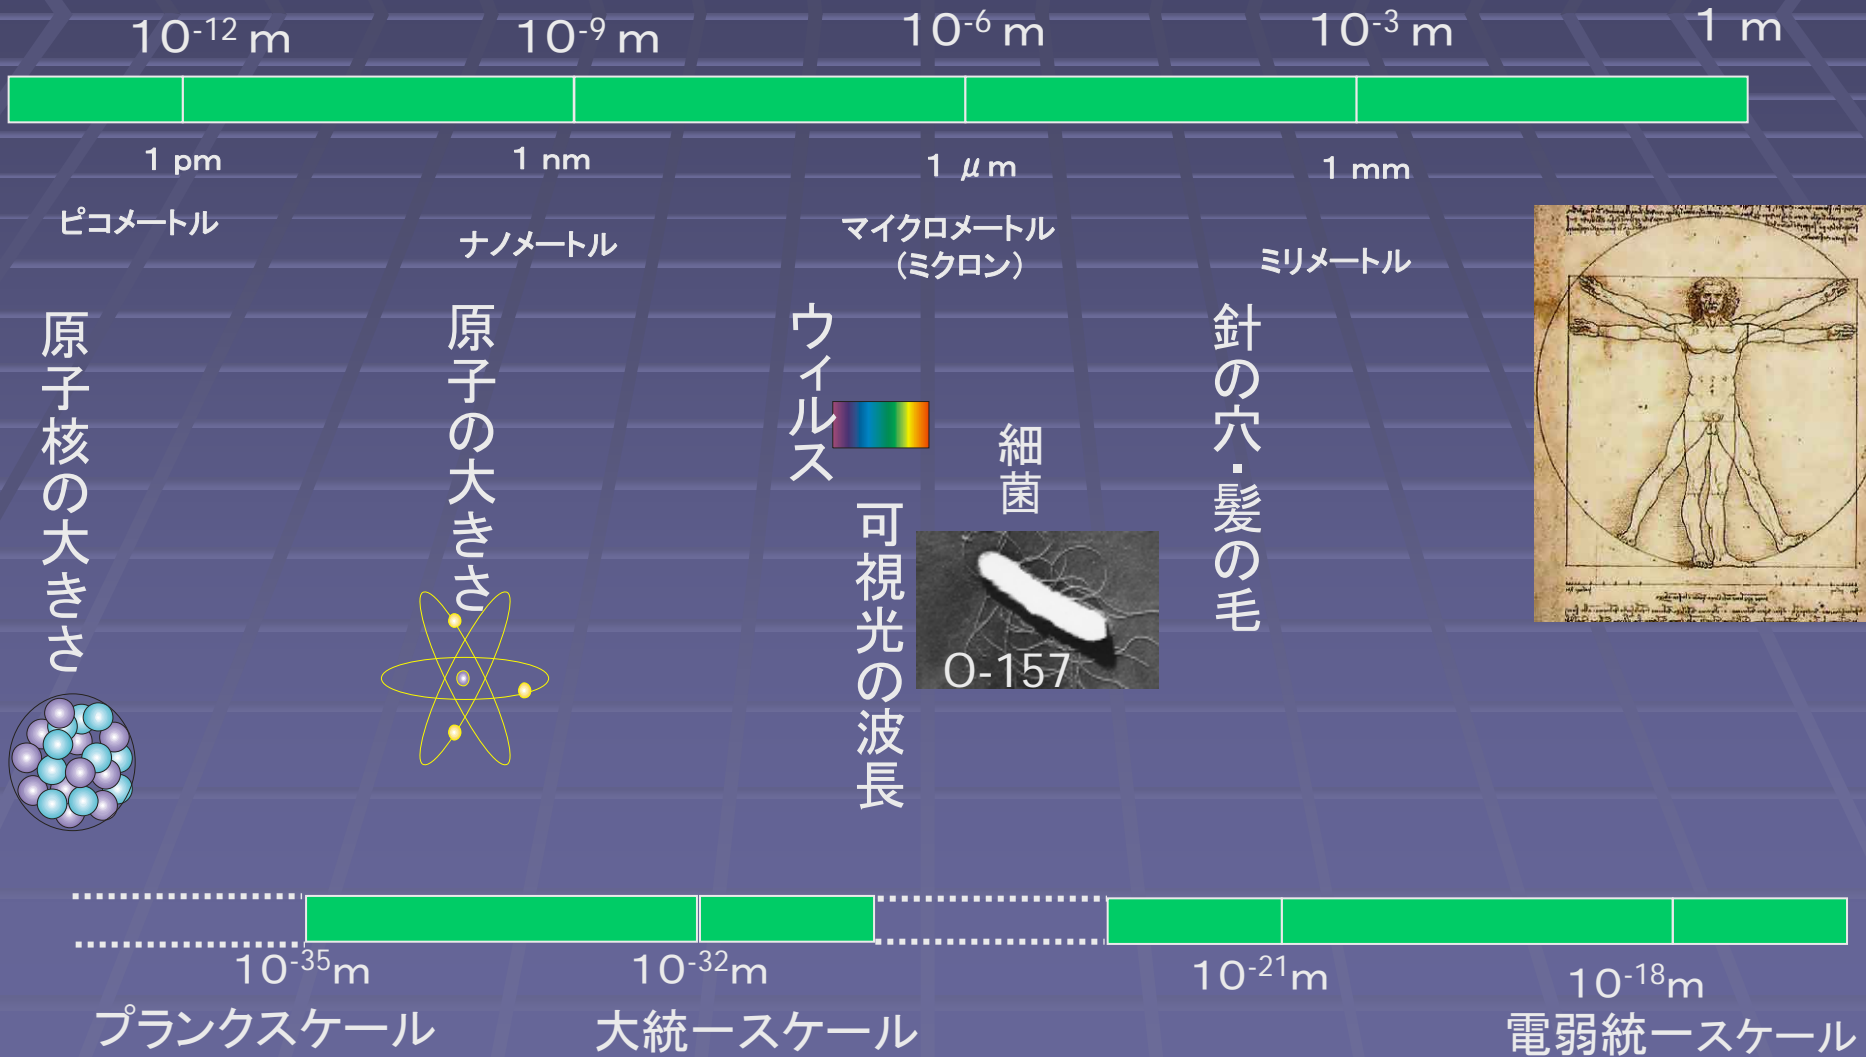 10⁻¹² m
10⁻⁹ m
10⁻⁶ m
10⁻³ m
1 m
1 pm
1 nm
1 μm
1 mm
ピコメートル
ナノメートル
マイクロメートル
（ミクロン）
ミリメートル
原子核の大きさ
原子の大きさ
ウィルス
可視光の波長
細菌
O-157
針の穴・髪の毛
10⁻³⁵m
10⁻³²m
10⁻²¹m
10⁻¹⁸m
プランクスケール
大統一スケール
電弱統一スケール